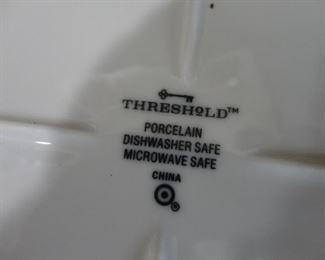 THRESHOLD™
PORCELAIN
DISHWASHER SAFE
MICROWAVE SAFE
CHINA
®